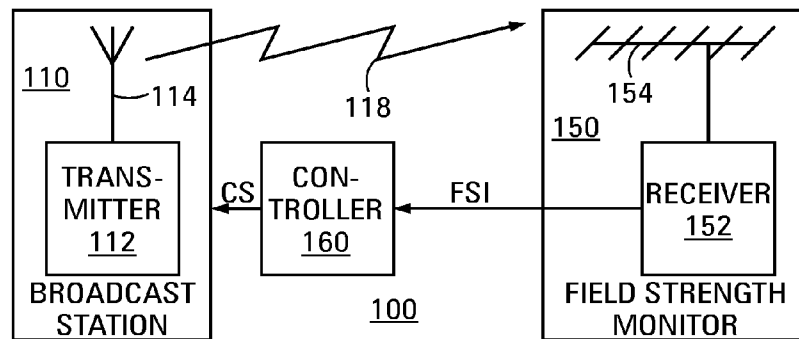 110
114
118
154
150
TRANS-
MITTER
112
CS
CON-
TROLLER
160
FSI
RECEIVER
152
BROADCAST
STATION
100
FIELD STRENGTH
MONITOR